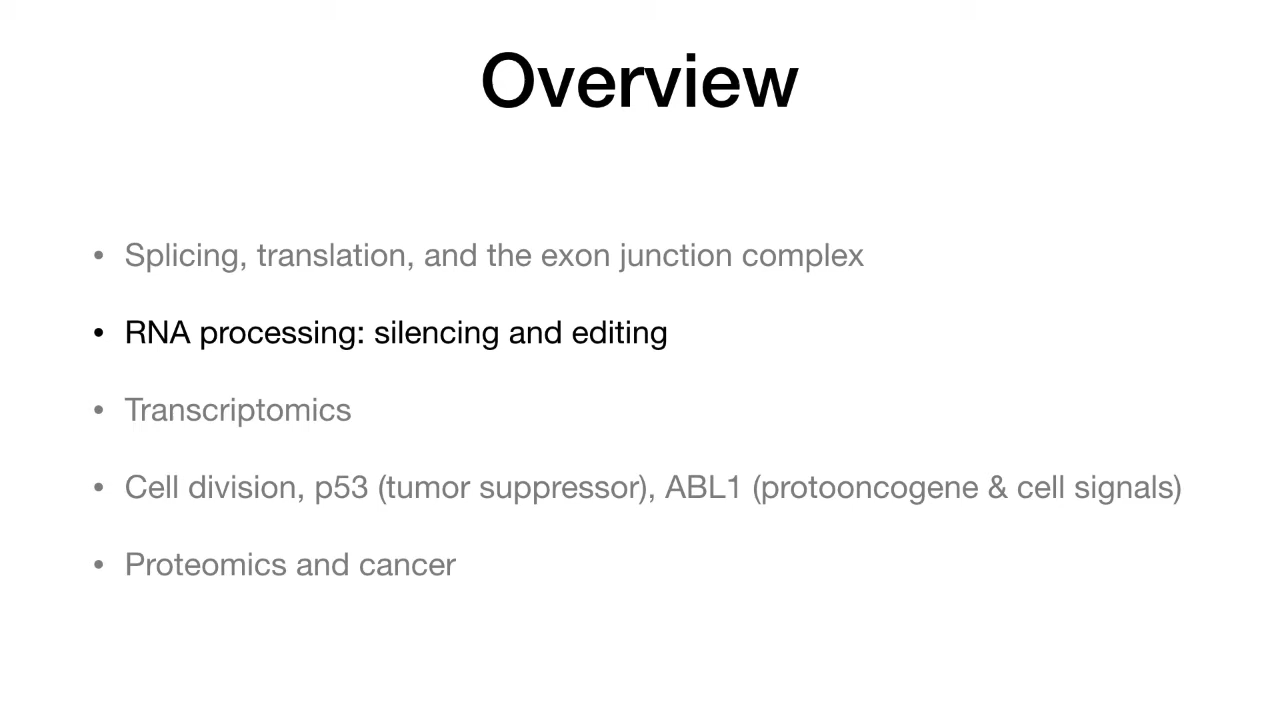 Overview
• Splicing, translation, and the exon junction complex
• RNA processing: silencing and editing
• Transcriptomics
• Cell division, p53 (tumor suppressor), ABL1 (protooncogene & cell signals)
• Proteomics and cancer